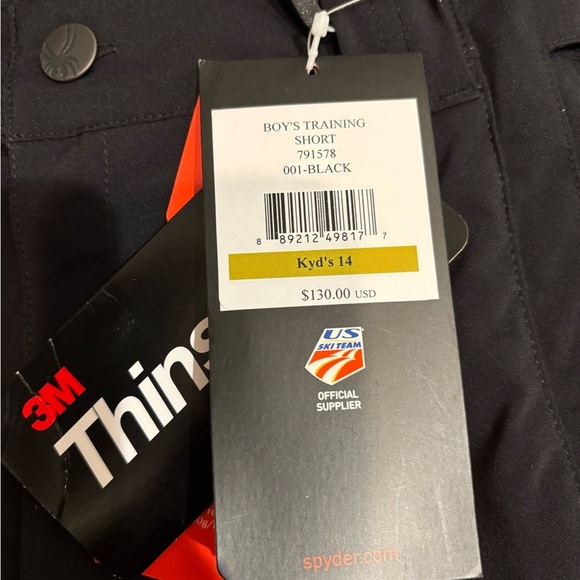 BOY'S TRAINING
SHORT
791578
001-BLACK
8 89212 49817 7
Kyd's 14
$130.00 USD
US
SKI TEAM
OFFICIAL
SUPPLIER
spyder.com
3M
Thins